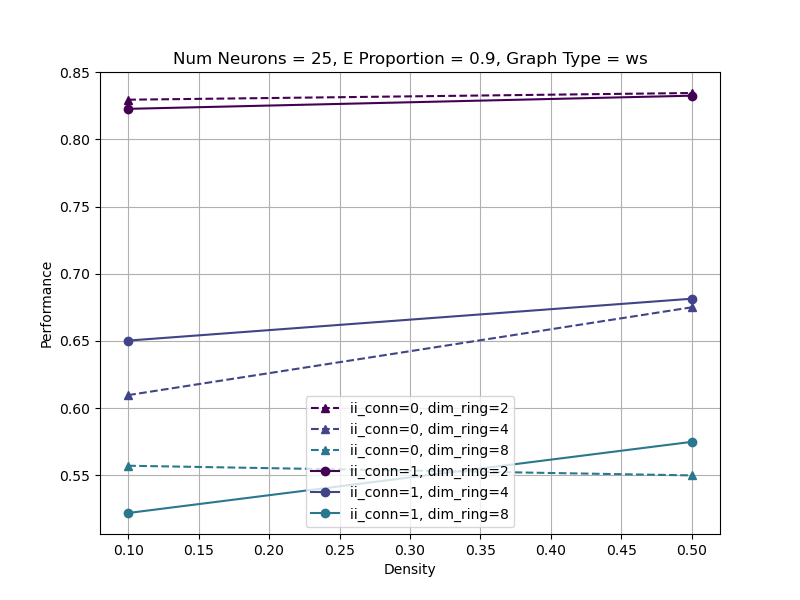 Num Neurons = 25, E Proportion = 0.9, Graph Type = ws
0.85
0.80
0.75
0.70
0.65
0.60
0.55
Performance
ii_conn=0, dim_ring=2
ii_conn=0, dim_ring=4
ii_conn=0, dim_ring=8
ii_conn=1, dim_ring=2
ii_conn=1, dim_ring=4
ii_conn=1, dim_ring=8
0.10 0.15 0.20 0.25 0.30 0.35 0.40 0.45 0.50
Density